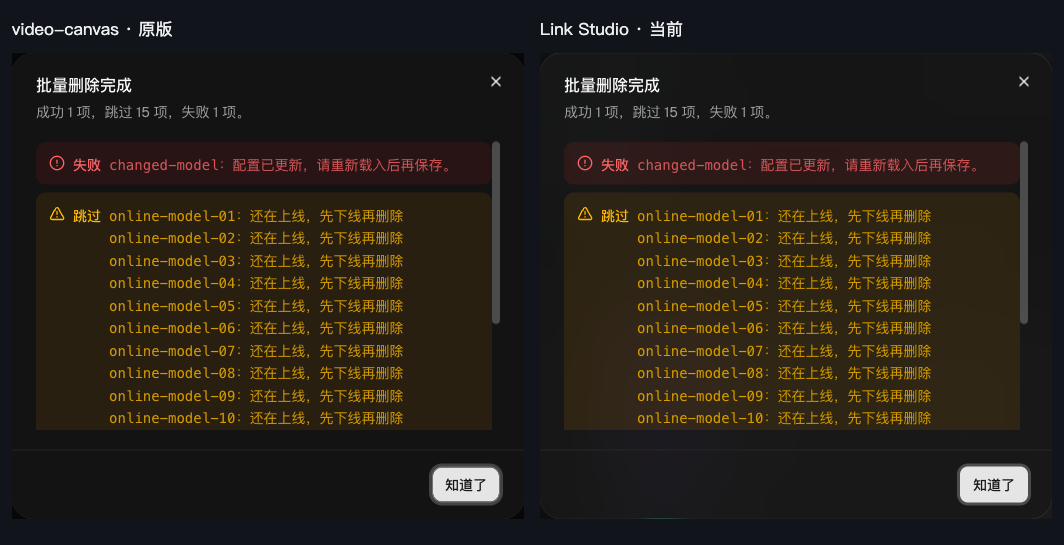 video-canvas · 原版
批量删除完成
成功 1 项，跳过 15 项，失败 1 项。
失败 changed-model: 配置已更新，请重新载入后再保存。
跳过 online-model-01: 还在上线，先下线再删除
online-model-02: 还在上线，先下线再删除
online-model-03: 还在上线，先下线再删除
online-model-04: 还在上线，先下线再删除
online-model-05: 还在上线，先下线再删除
online-model-06: 还在上线，先下线再删除
online-model-07: 还在上线，先下线再删除
online-model-08: 还在上线，先下线再删除
online-model-09: 还在上线，先下线再删除
online-model-10: 还在上线，先下线再删除
知道了
Link Studio · 当前
批量删除完成
成功 1 项，跳过 15 项，失败 1 项。
失败 changed-model: 配置已更新，请重新载入后再保存。
跳过 online-model-01: 还在上线，先下线再删除
online-model-02: 还在上线，先下线再删除
online-model-03: 还在上线，先下线再删除
online-model-04: 还在上线，先下线再删除
online-model-05: 还在上线，先下线再删除
online-model-06: 还在上线，先下线再删除
online-model-07: 还在上线，先下线再删除
online-model-08: 还在上线，先下线再删除
online-model-09: 还在上线，先下线再删除
online-model-10: 还在上线，先下线再删除
知道了